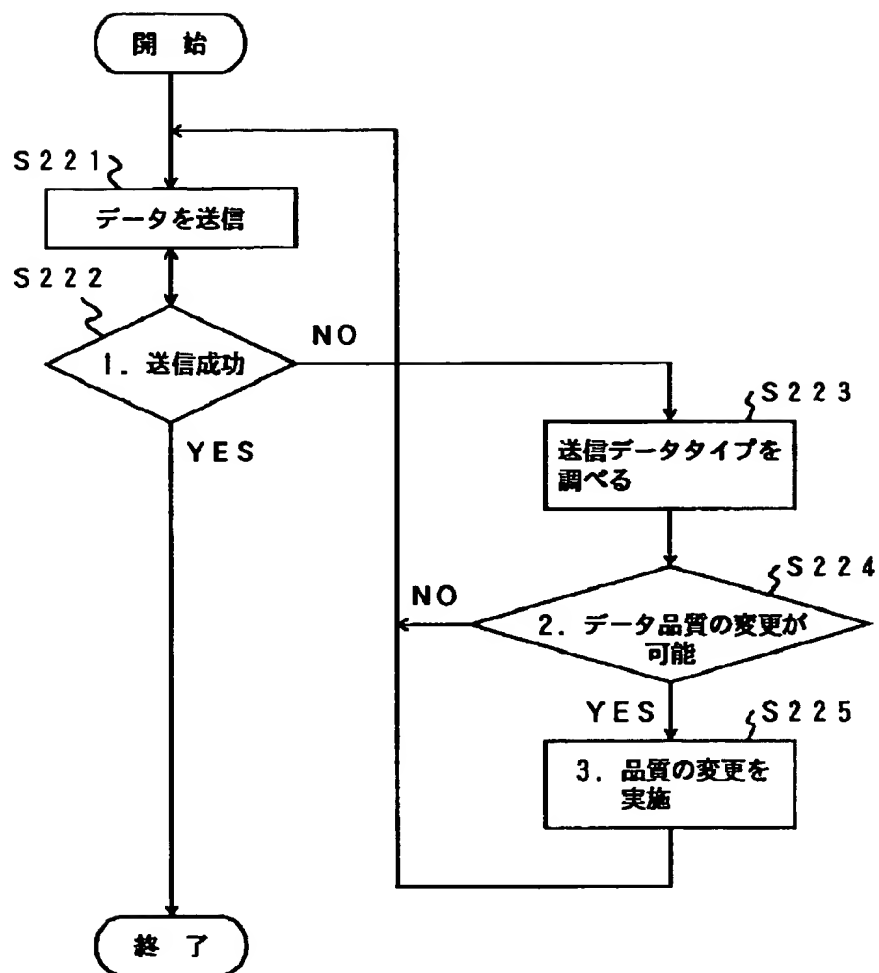 開 始
S221
データを送信
S222
1. 送信成功
NO
YES
S223
送信データタイプを
調べる
S224
NO
2. データ品質の変更が
可能
YES
S225
3. 品質の変更を
実施
終 了